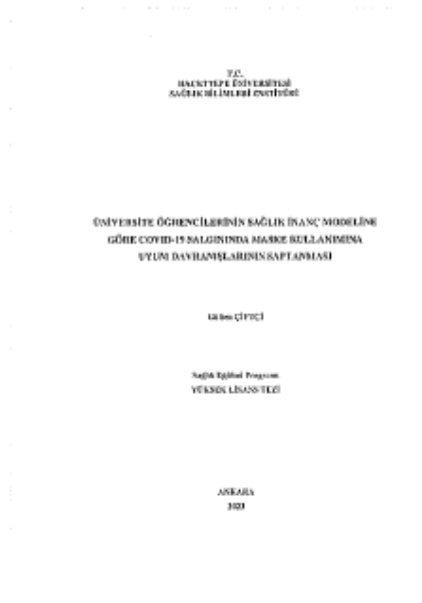 T.C.
HACETTEPE ÜNİVERSİTESİ
SAĞLIK BİLİMLERİ ENSTİTÜSÜ
ÜNİVERSİTE ÖĞRENCİLERİNİN SAĞLIK İNANÇ MODELİNE
GÖRE COVID-19 SALGININDA MASKE KULLANIMINA
UYUM DAVRANIŞLARININ SAPTANMASI
ÇİFTÇİ
Sağlık Eğitimi Programı
YÜKSEK LİSANS TEZİ
ANKARA
2023